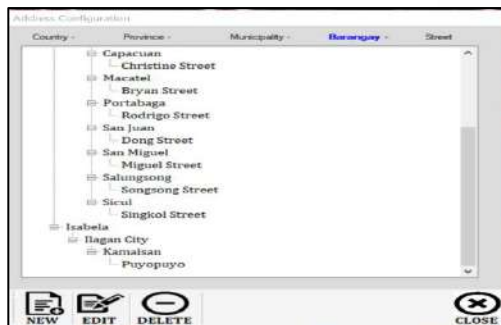 Address Configuration
Country - Province - Municipality - Barangay - Street
Capacuan
Christine Street
Macatel
Bryan Street
Portabaga
Rodrigo Street
San Juan
Dong Street
San Miguel
Miguel Street
Salungsong
Songsong Street
Sicul
Singkol Street
Isabela
Ilagan City
Kamaisan
Puyopuyo
NEW EDIT DELETE CLOSE